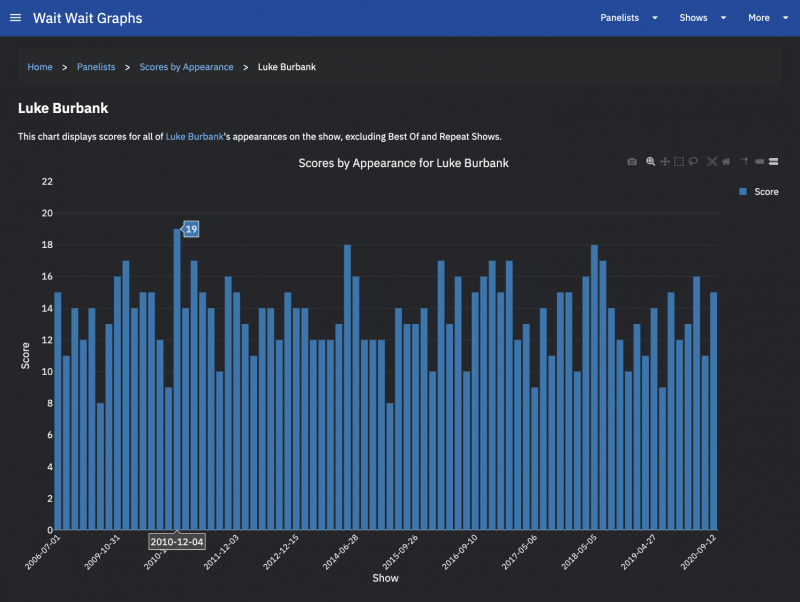 Wait Wait Graphs
Panelists
Shows
More
Home > Panelists > Scores by Appearance > Luke Burbank
Luke Burbank
This chart displays scores for all of Luke Burbank's appearances on the show, excluding Best Of and Repeat Shows.
Scores by Appearance for Luke Burbank
Score
22
20
18
16
14
12
10
8
6
4
2
0
Score
19
2006-07-01
2009-10-31
2010-1
2010-12-04
2011-12-03
2012-12-15
2014-06-28
2015-09-26
2016-09-10
2017-05-06
2018-05-05
2019-04-27
2020-09-12
Show